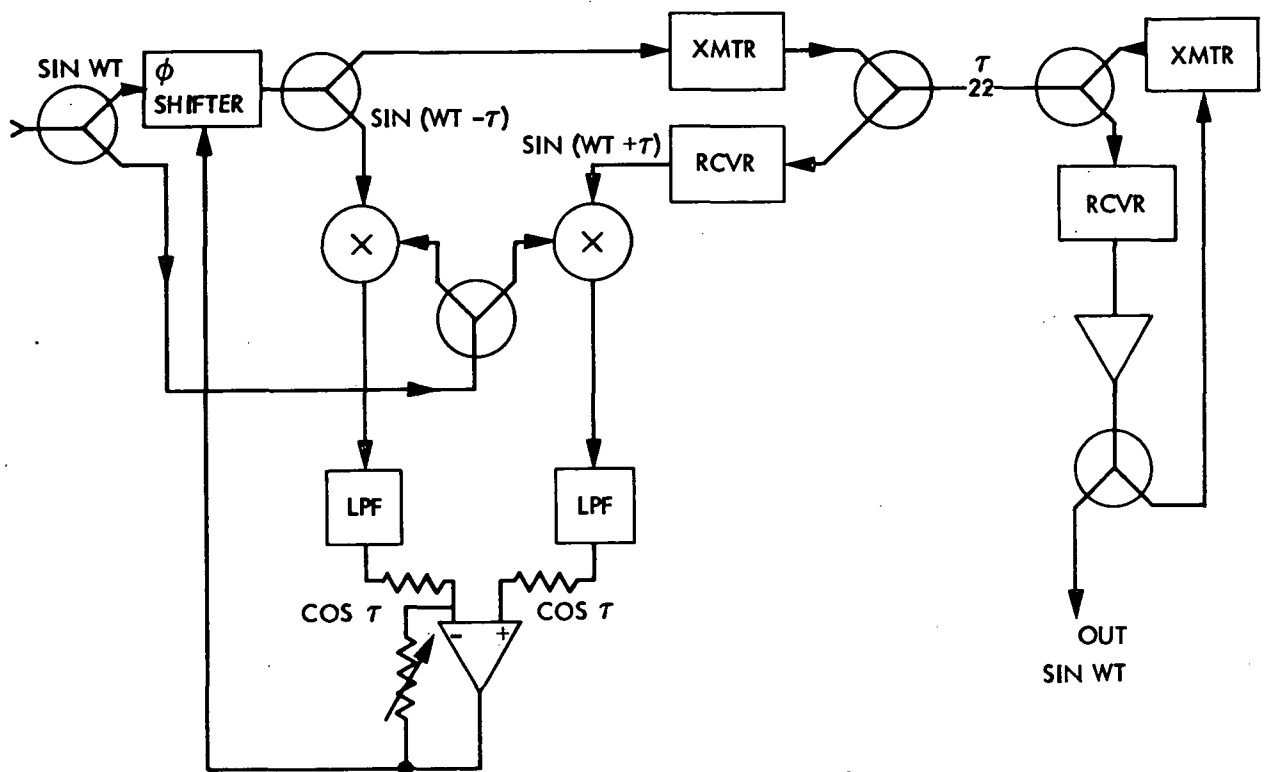 SIN WT
ϕ
SHIFTER
SIN (WT -τ)
XMTR
SIN (WT +τ)
RCVR
τ
22
XMTR
RCVR
×
×
LPF
LPF
COS τ
COS τ
-
+
OUT
SIN WT